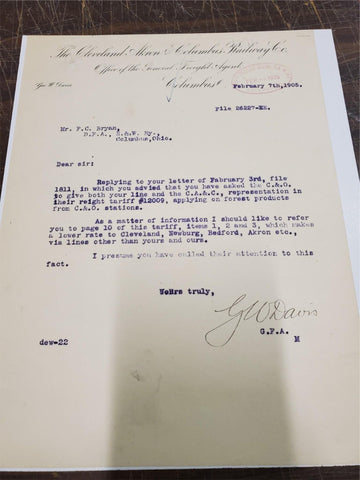 The Cleveland, Akron & Columbus Railway Co.
Office of the General Freight Agent,
Geo W. Davis
Columbus, O.
February 7th, 1905.
File 26227-EH.
Mr. F.C. Bryan,
D.F.A., N.&W. Ry.,
Columbus, Ohio.
Dear sir:
Replying to your letter of Fabruary 3rd, file
1811, in which you advised that you have asked the C.&O.
to give both your line and the C.A.&C., representation in
their reight tariff #12009, applying on forest products
from C.&O. stations.
As a matter of information I should like to refer
you to page 10 of this tariff, items 1, 2 and 3, which makes
a lower rate to Cleveland, Newburg, Bedford, Akron etc.,
via lines other than yours and ours.
I presume you have called their attention to this
fact.
truly,
G W Davis
G.F.A.
M
dew-22